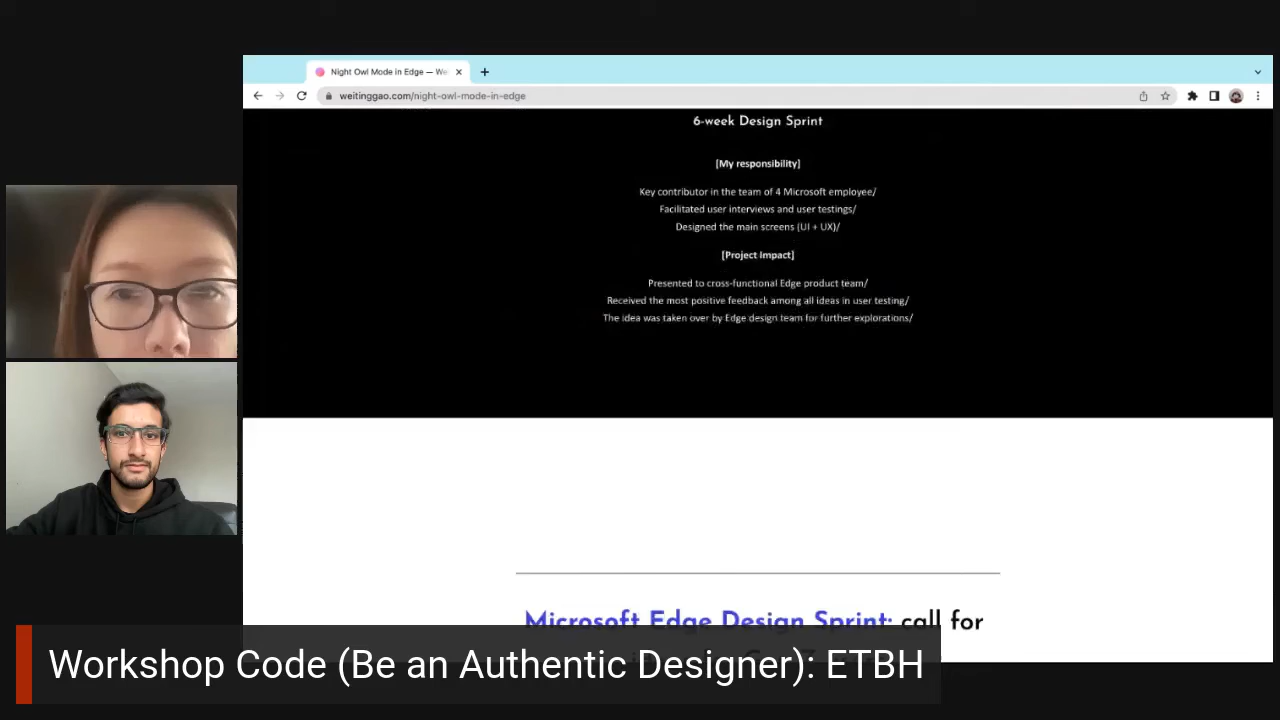 Night Owl Mode in Edge — We
weitinggao.com/night-owl-mode-in-edge
6-week Design Sprint
[My responsibility]
Key contributor in the team of 4 Microsoft employee/
Facilitated user interviews and user testings/
Designed the main screens (UI + UX)/
[Project Impact]
Presented to cross-functional Edge product team/
Received the most positive feedback among all ideas in user testing/
The idea was taken over by Edge design team for further explorations/
Microsoft Edge Design Sprint: call for
Workshop Code (Be an Authentic Designer): ETBH